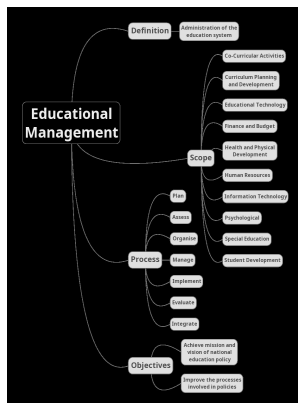 Educational
Management
Definition
Administration of the
education system
Scope
Co-Curricular Activities
Curriculum Planning
and Development
Educational Technology
Finance and Budget
Health and Physical
Development
Human Resources
Information Technology
Psychological
Special Education
Student Development
Process
Plan
Assess
Organise
Manage
Implement
Evaluate
Integrate
Objectives
Achieve mission and
vision of national
education policy
Improve the processes
involved in policies